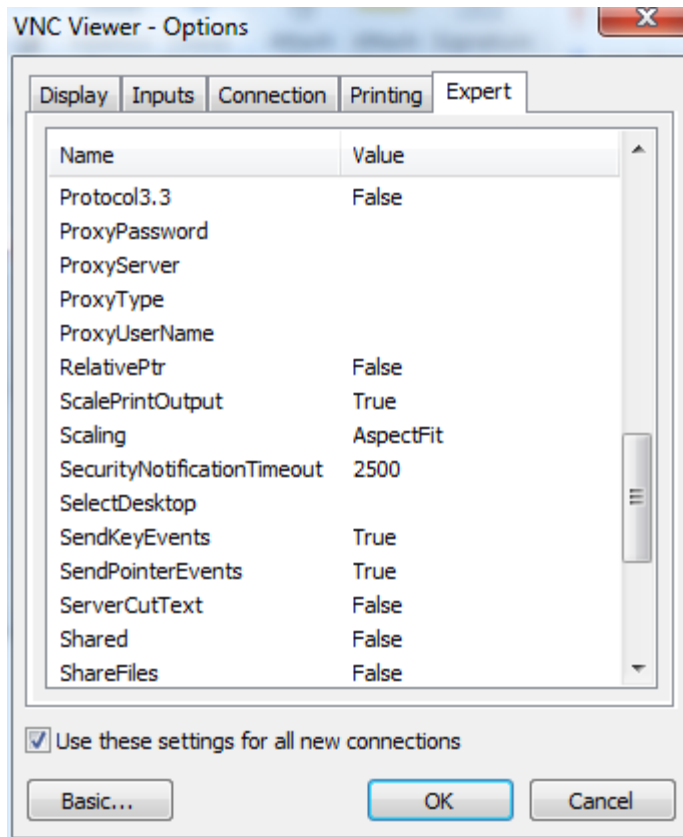 VNC Viewer - Options
Display Inputs Connection Printing Expert
Name Value
Protocol3.3 False
ProxyPassword
ProxyServer
ProxyType
ProxyUserName
RelativePtr False
ScalePrintOutput True
Scaling AspectFit
SecurityNotificationTimeout 2500
SelectDesktop
SendKeyEvents True
SendPointerEvents True
ServerCutText False
Shared False
ShareFiles False
Use these settings for all new connections
Basic... OK Cancel